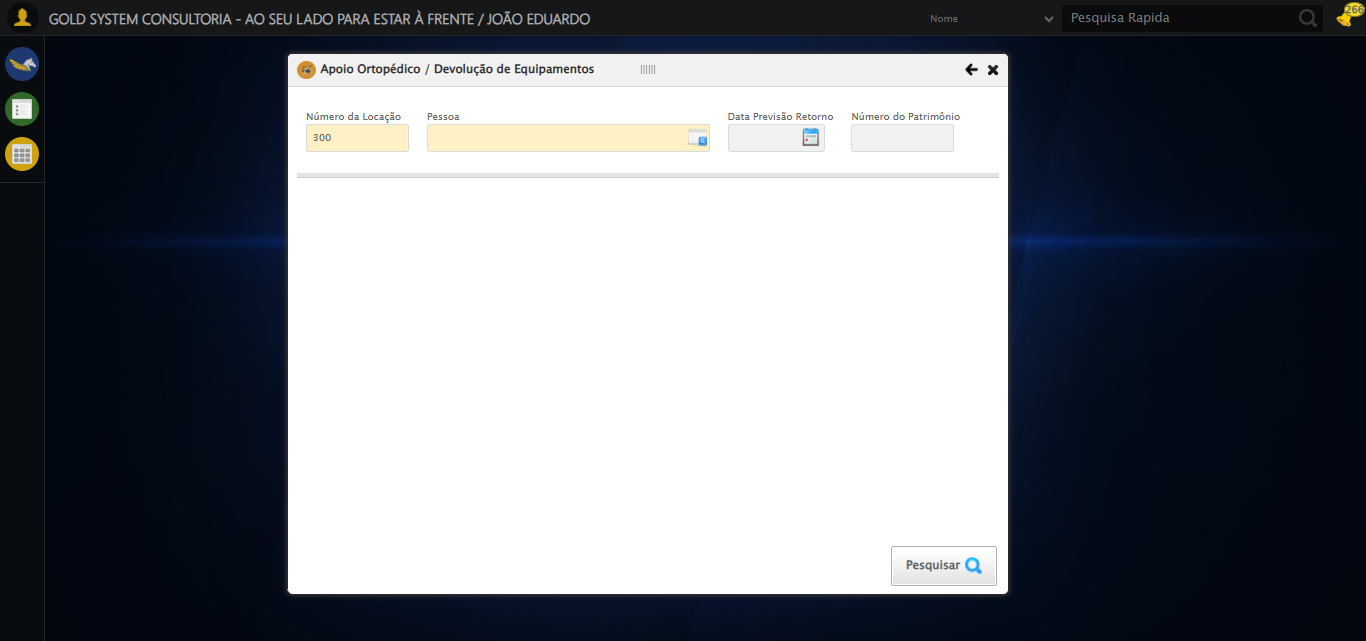 GOLD SYSTEM CONSULTORIA - AO SEU LADO PARA ESTAR À FRENTE / JOÃO EDUARDO
Nome
Pesquisa Rapida
266
Apoio Ortopédico / Devolução de Equipamentos
Número da Locação
Pessoa
Data Previsão Retorno
Número do Patrimônio
300
Pesquisar